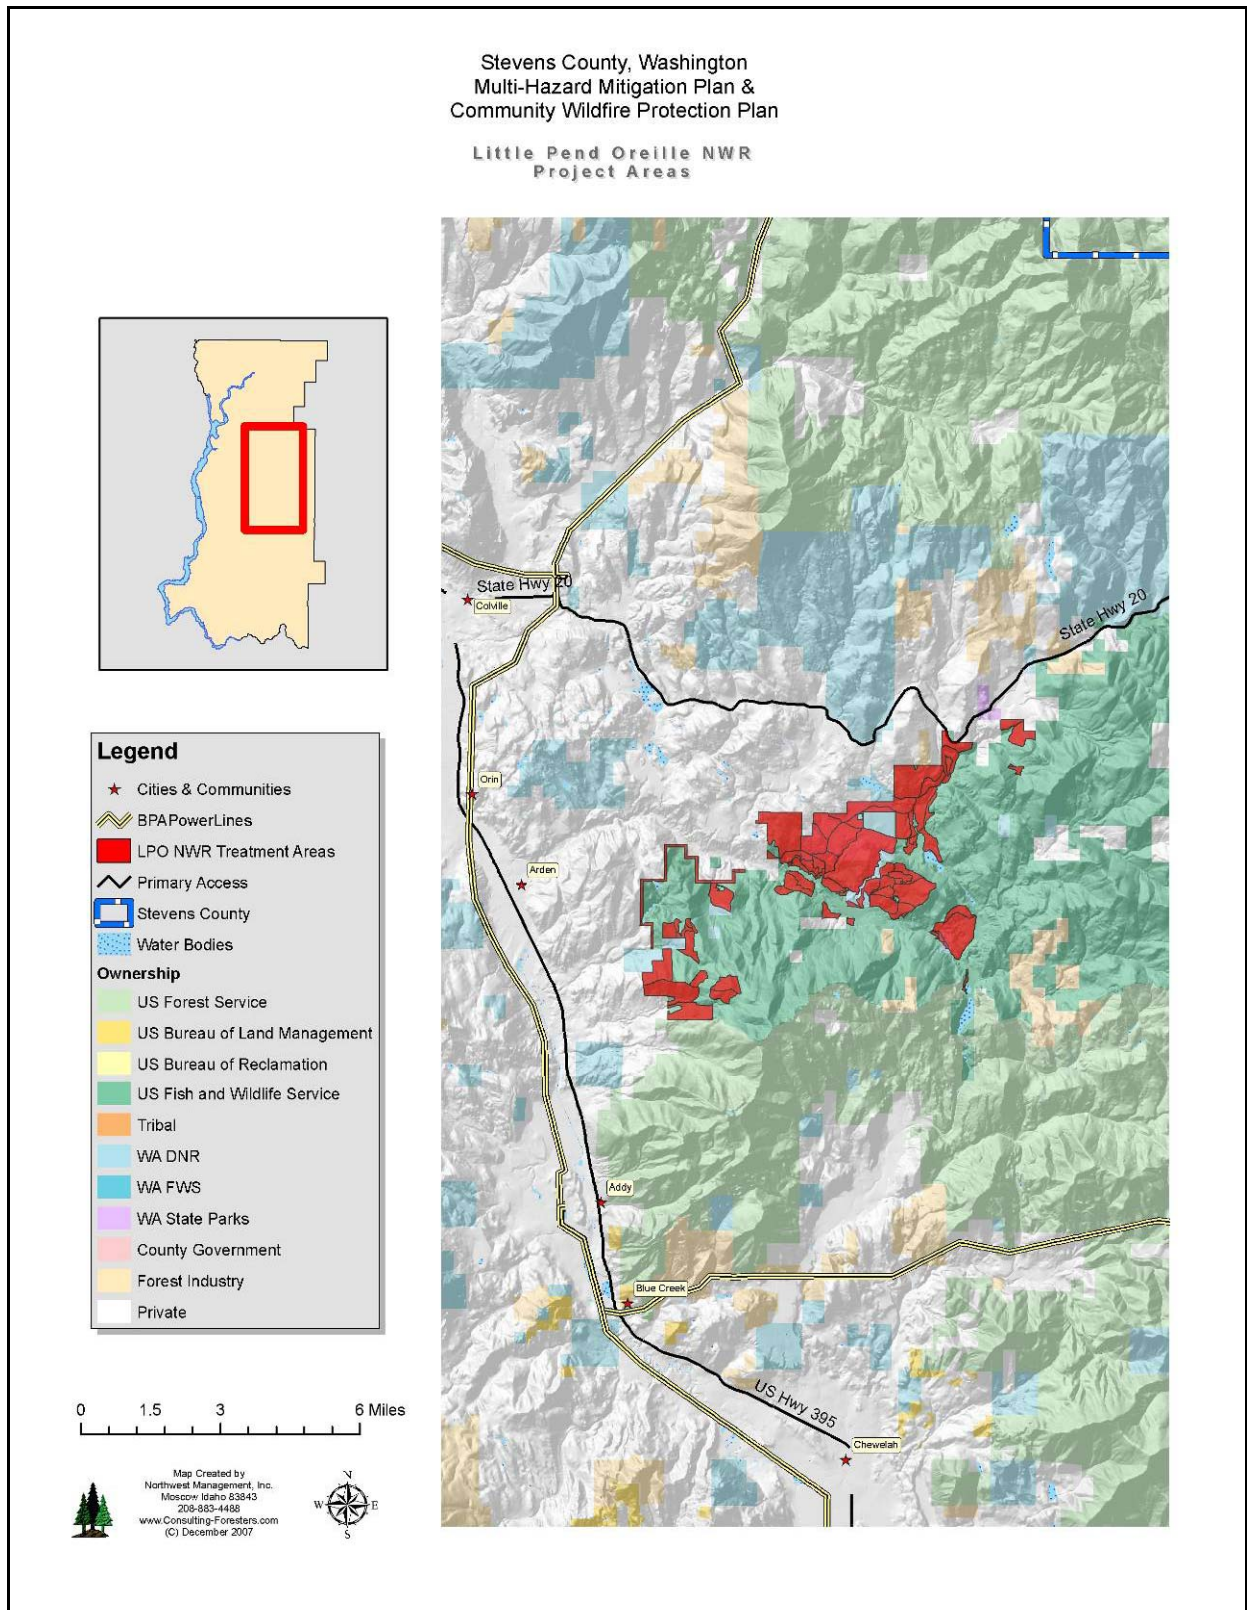 Stevens County, Washington
Multi-Hazard Mitigation Plan &
Community Wildfire Protection Plan
Little Pend Oreille NWR
Project Areas
State Hwy 20
Colville
State Hwy 20
Orin
Arden
Addy
Blue Creek
US Hwy 395
Chewelah
Legend
Cities & Communities
BPAPowerLines
LPO NWR Treatment Areas
Primary Access
Stevens County
Water Bodies
Ownership
US Forest Service
US Bureau of Land Management
US Bureau of Reclamation
US Fish and Wildlife Service
Tribal
WA DNR
WA FWS
WA State Parks
County Government
Forest Industry
Private
0 1.5 3 6 Miles
Map Created by
Northwest Management, Inc.
Moscow Idaho 83843
208-883-4488
www.Consulting-Foresters.com
(C) December 2007
N
W E
S